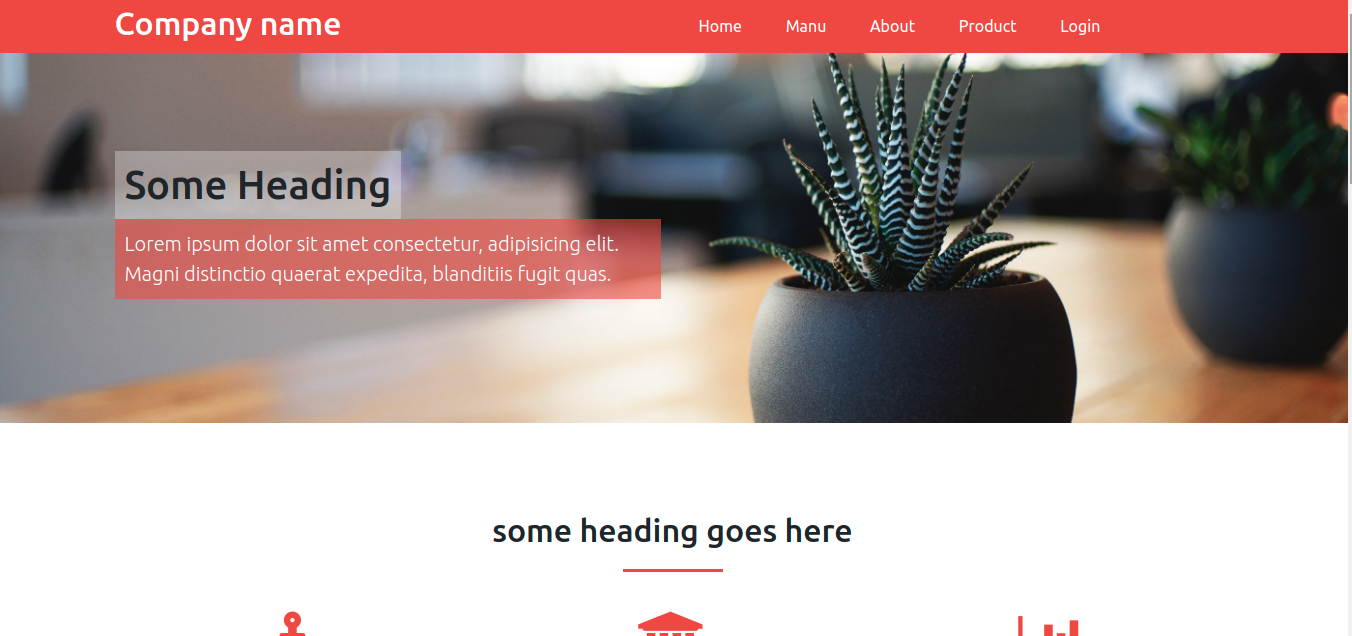 Company name
Home Manu About Product Login
Some Heading
Lorem ipsum dolor sit amet consectetur, adipisicing elit.
Magni distinctio quaerat expedita, blanditiis fugit quas.
some heading goes here